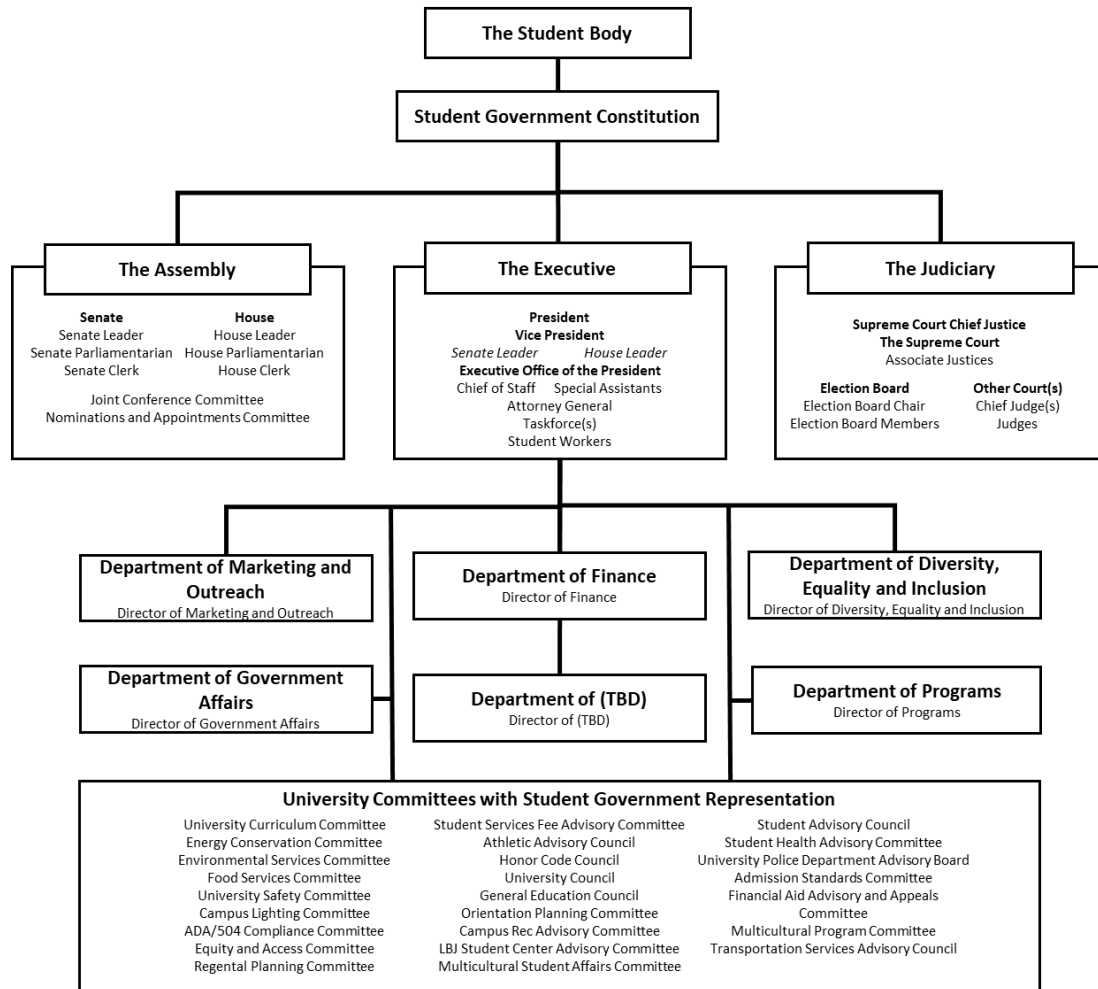 The Student Body
Student Government Constitution
The Assembly
Senate
Senate Leader
Senate Parliamentarian
Senate Clerk
House
House Leader
House Parliamentarian
House Clerk
Joint Conference Committee
Nominations and Appointments Committee
The Executive
President
Vice President
Senate Leader House Leader
Executive Office of the President
Chief of Staff Special Assistants
Attorney General
Taskforce(s)
Student Workers
The Judiciary
Supreme Court Chief Justice
The Supreme Court
Associate Justices
Election Board
Election Board Chair
Election Board Members
Other Court(s)
Chief Judge(s)
Judges
Department of Marketing and
Outreach
Director of Marketing and Outreach
Department of Finance
Director of Finance
Department of Diversity,
Equality and Inclusion
Director of Diversity, Equality and Inclusion
Department of Government
Affairs
Director of Government Affairs
Department of (TBD)
Director of (TBD)
Department of Programs
Director of Programs
University Committees with Student Government Representation
University Curriculum Committee
Energy Conservation Committee
Environmental Services Committee
Food Services Committee
University Safety Committee
Campus Lighting Committee
ADA/504 Compliance Committee
Equity and Access Committee
Regental Planning Committee
Student Services Fee Advisory Committee
Athletic Advisory Council
Honor Code Council
University Council
General Education Council
Orientation Planning Committee
Campus Rec Advisory Committee
LBJ Student Center Advisory Committee
Multicultural Student Affairs Committee
Student Advisory Council
Student Health Advisory Committee
University Police Department Advisory Board
Admission Standards Committee
Financial Aid Advisory and Appeals
Committee
Multicultural Program Committee
Transportation Services Advisory Council